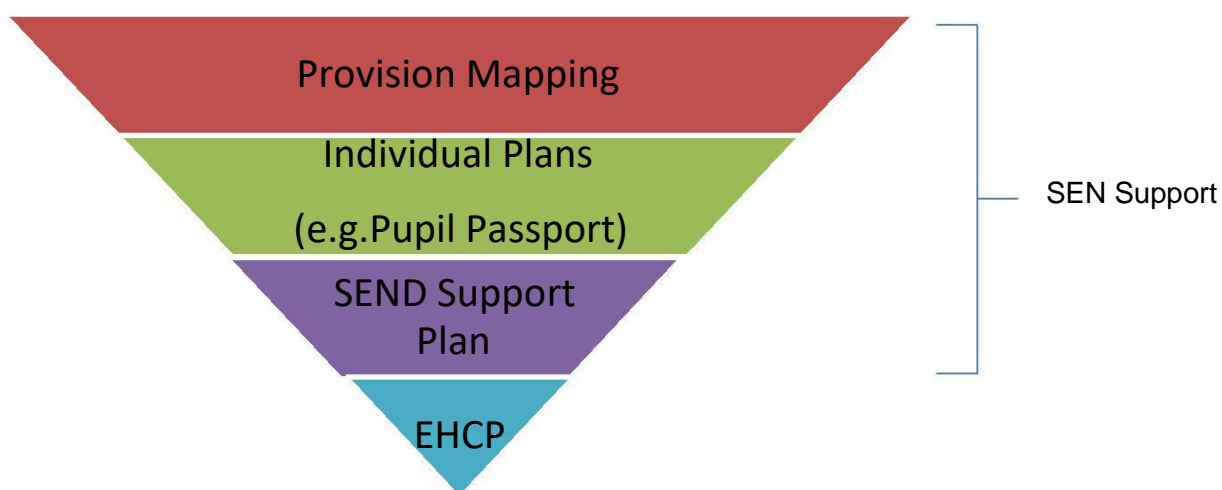 Provision Mapping
Individual Plans
(e.g.Pupil Passport)
SEN Support
SEND Support
Plan
EHCP